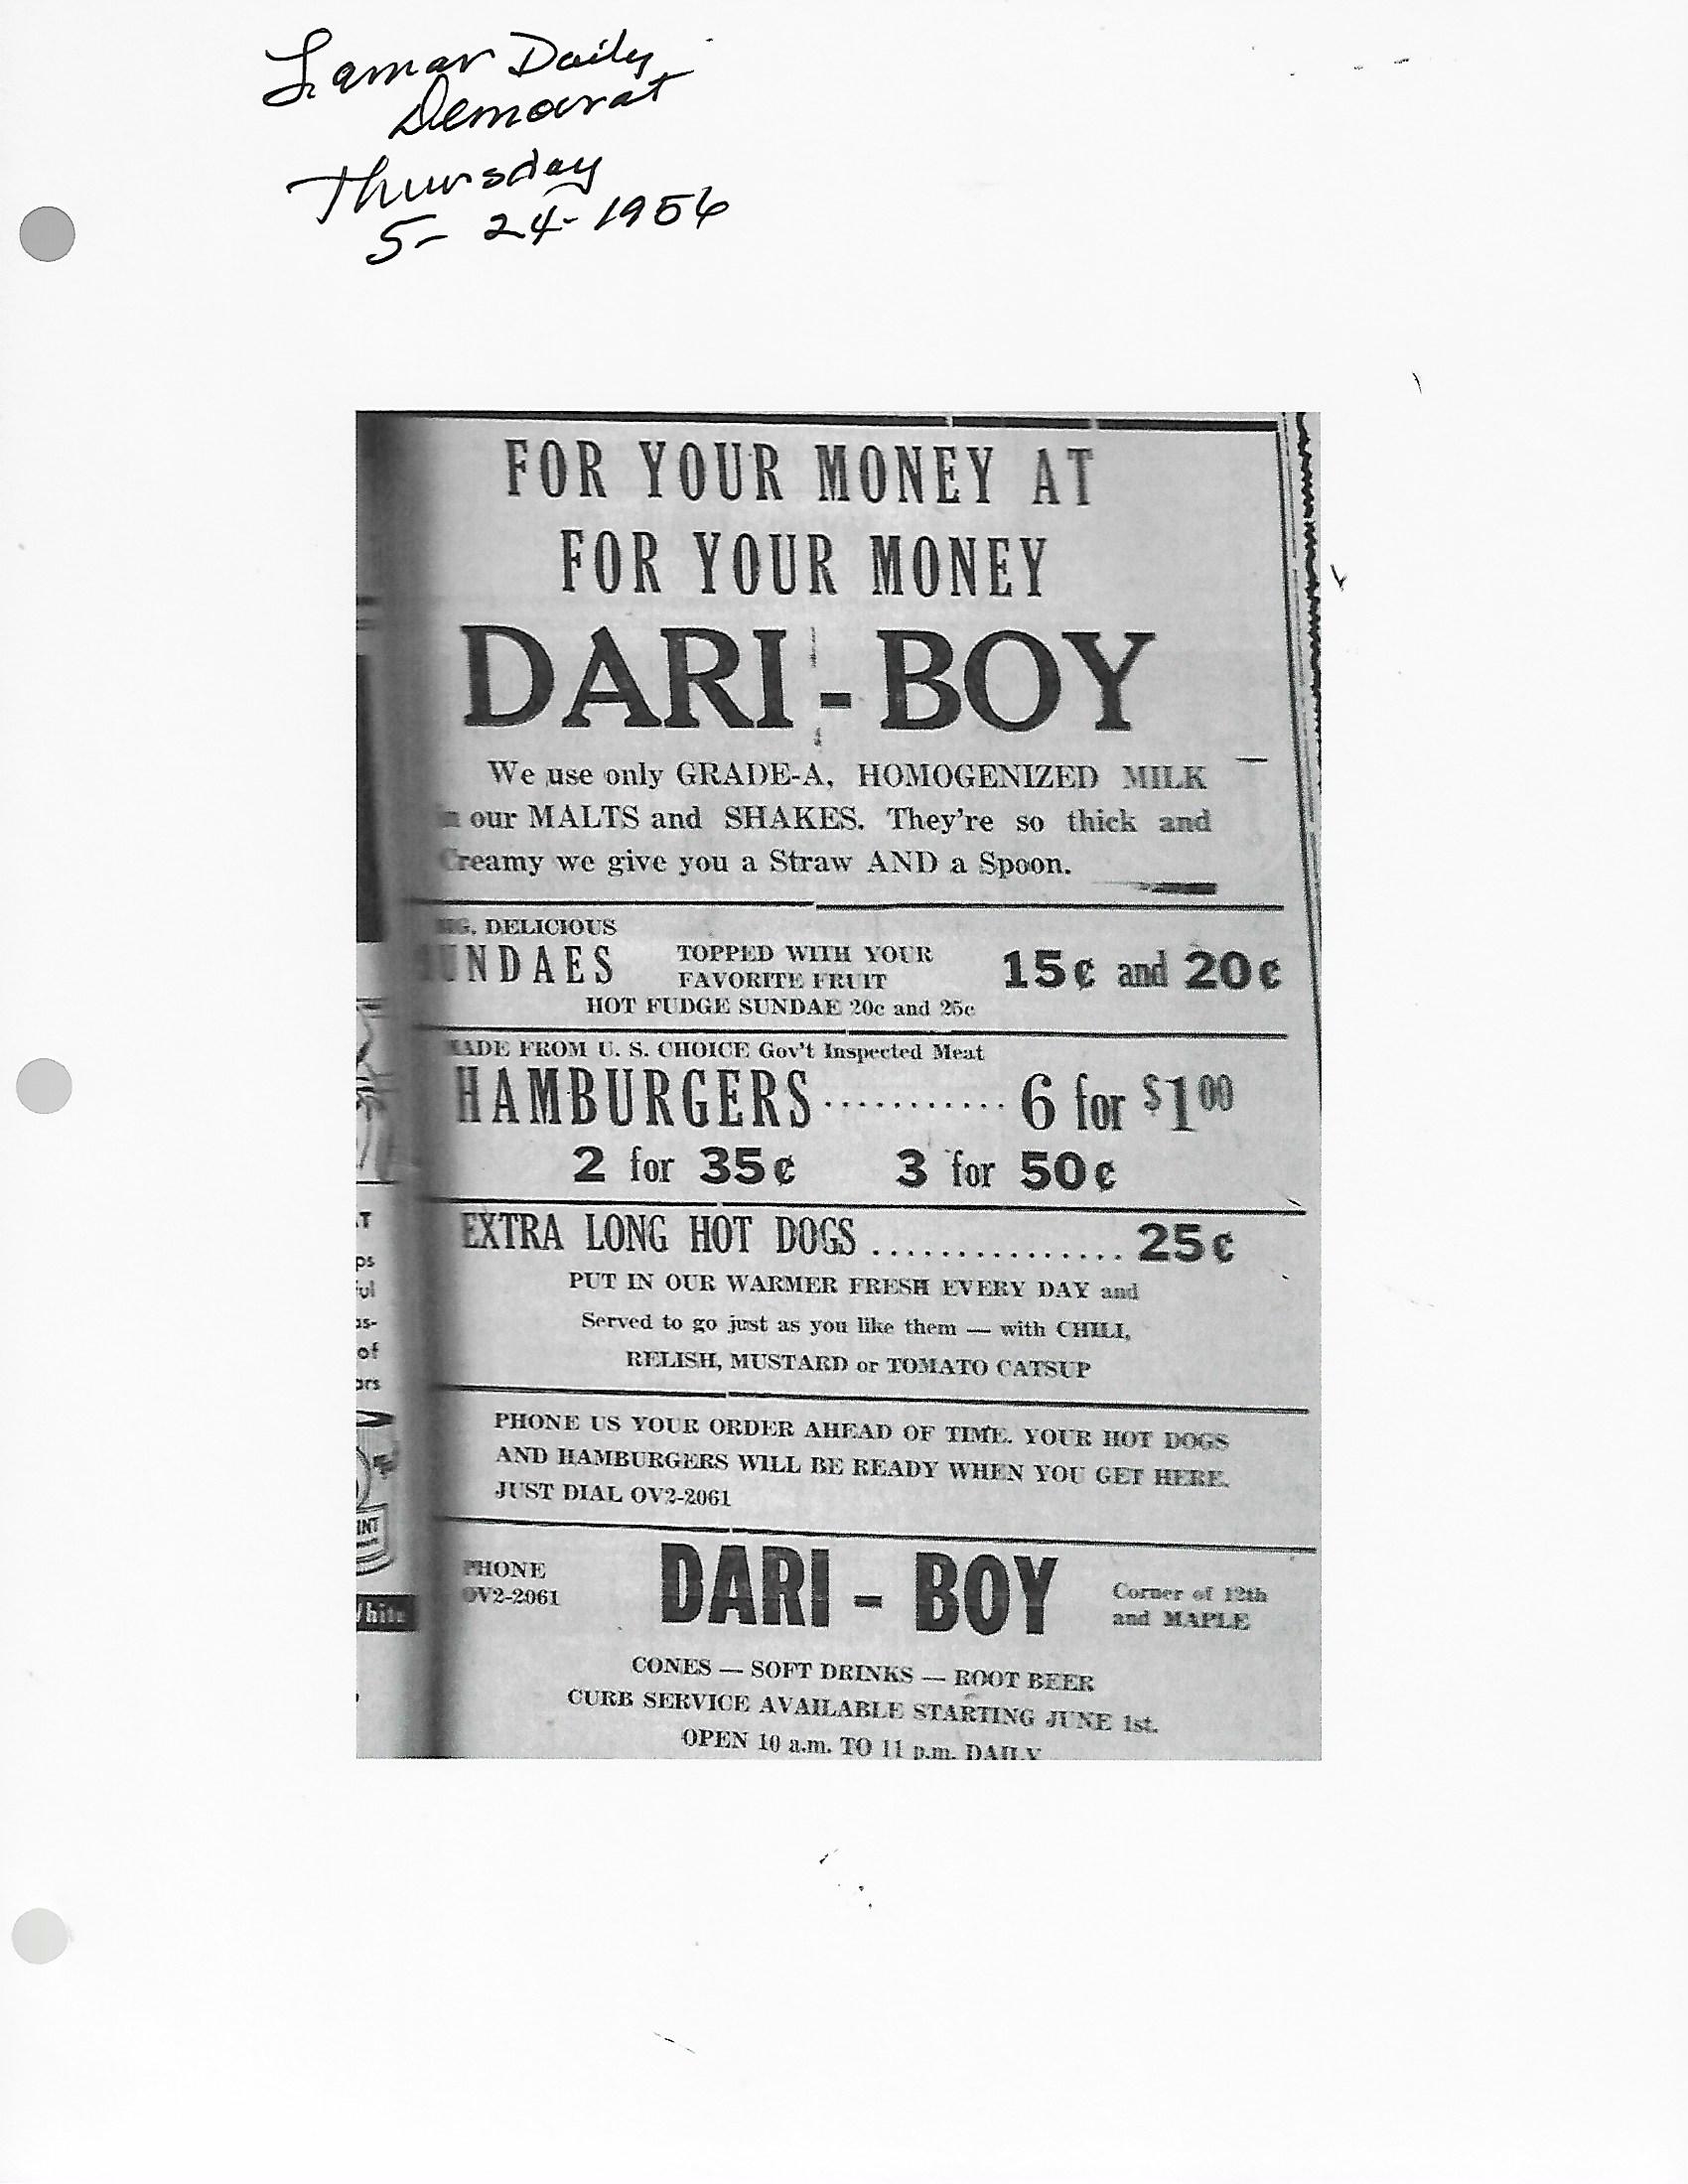 Lamar Daily
Democrat
Thursday
5-24-1956
FOR YOUR MONEY AT
FOR YOUR MONEY
DARI-BOY
We use only GRADE-A, HOMOGENIZED MILK
our MALTS and SHAKES. They're so thick and
Creamy we give you a Straw AND a Spoon.
DELICIOUS
SUNDAES TOPPED WITH YOUR
FAVORITE FRUIT 15¢ and 20¢
HOT FUDGE SUNDAE 20c and 25c
MADE FROM U. S. CHOICE Gov't Inspected Meat
HAMBURGERS ........... 6 for $1.00
2 for 35¢ 3 for 50¢
EXTRA LONG HOT DOGS ............... 25¢
PUT IN OUR WARMER FRESH EVERY DAY and
Served to go just as you like them — with CHILI,
RELISH, MUSTARD or TOMATO CATSUP
PHONE US YOUR ORDER AHEAD OF TIME. YOUR HOT DOGS
AND HAMBURGERS WILL BE READY WHEN YOU GET HERE.
JUST DIAL OV2-2061
PHONE
OV2-2061
DARI - BOY
Corner of 12th
and MAPLE
CONES — SOFT DRINKS — ROOT BEER
CURB SERVICE AVAILABLE STARTING JUNE 1st.
OPEN 10 a.m. TO 11 p.m. DAILY